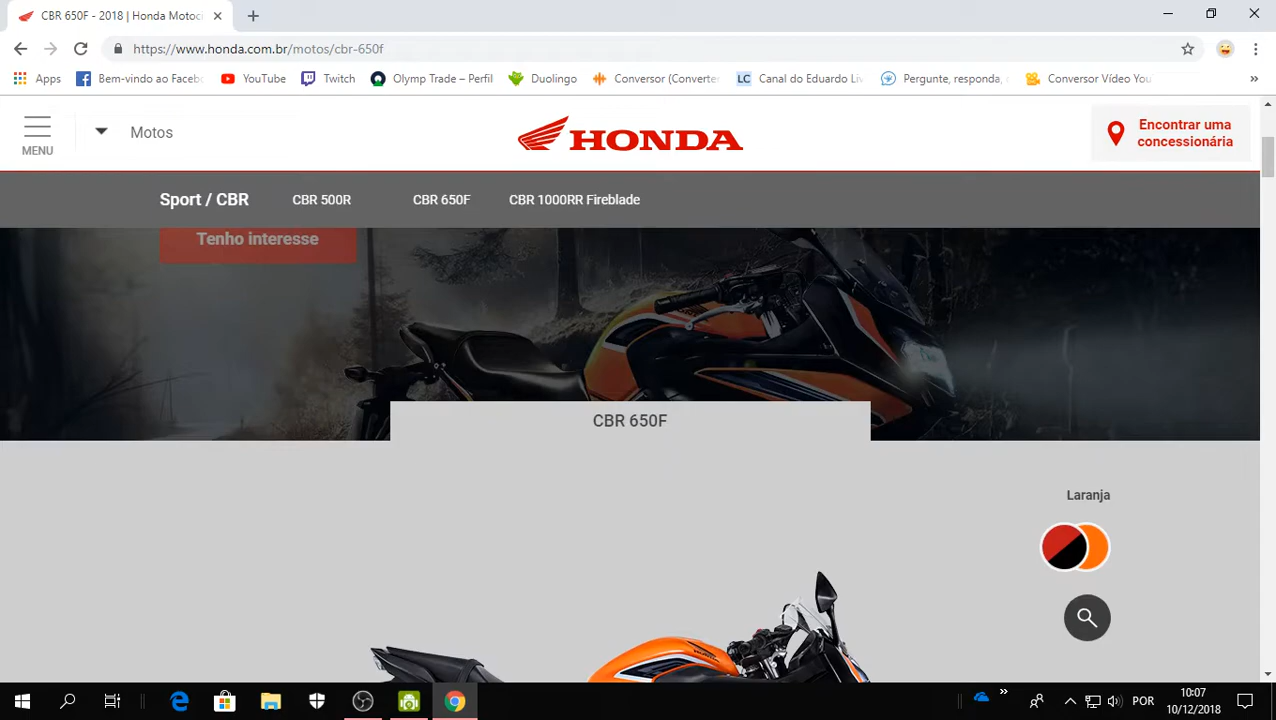 CBR 650F - 2018 | Honda Motoci
https://www.honda.com.br/motos/cbr-650f
Apps
Bem-vindo ao Facebo
YouTube
Twitch
Olymp Trade – Perfil
Duolingo
Conversor (Converte
LC
Canal do Eduardo Liv
Pergunte, responda,
Conversor Vídeo You
»
MENU
Motos
HONDA
Encontrar uma
concessionária
Sport / CBR
CBR 500R
CBR 650F
CBR 1000RR Fireblade
Tenho interesse
CBR 650F
Laranja
HONDA
»
POR
10:07
10/12/2018